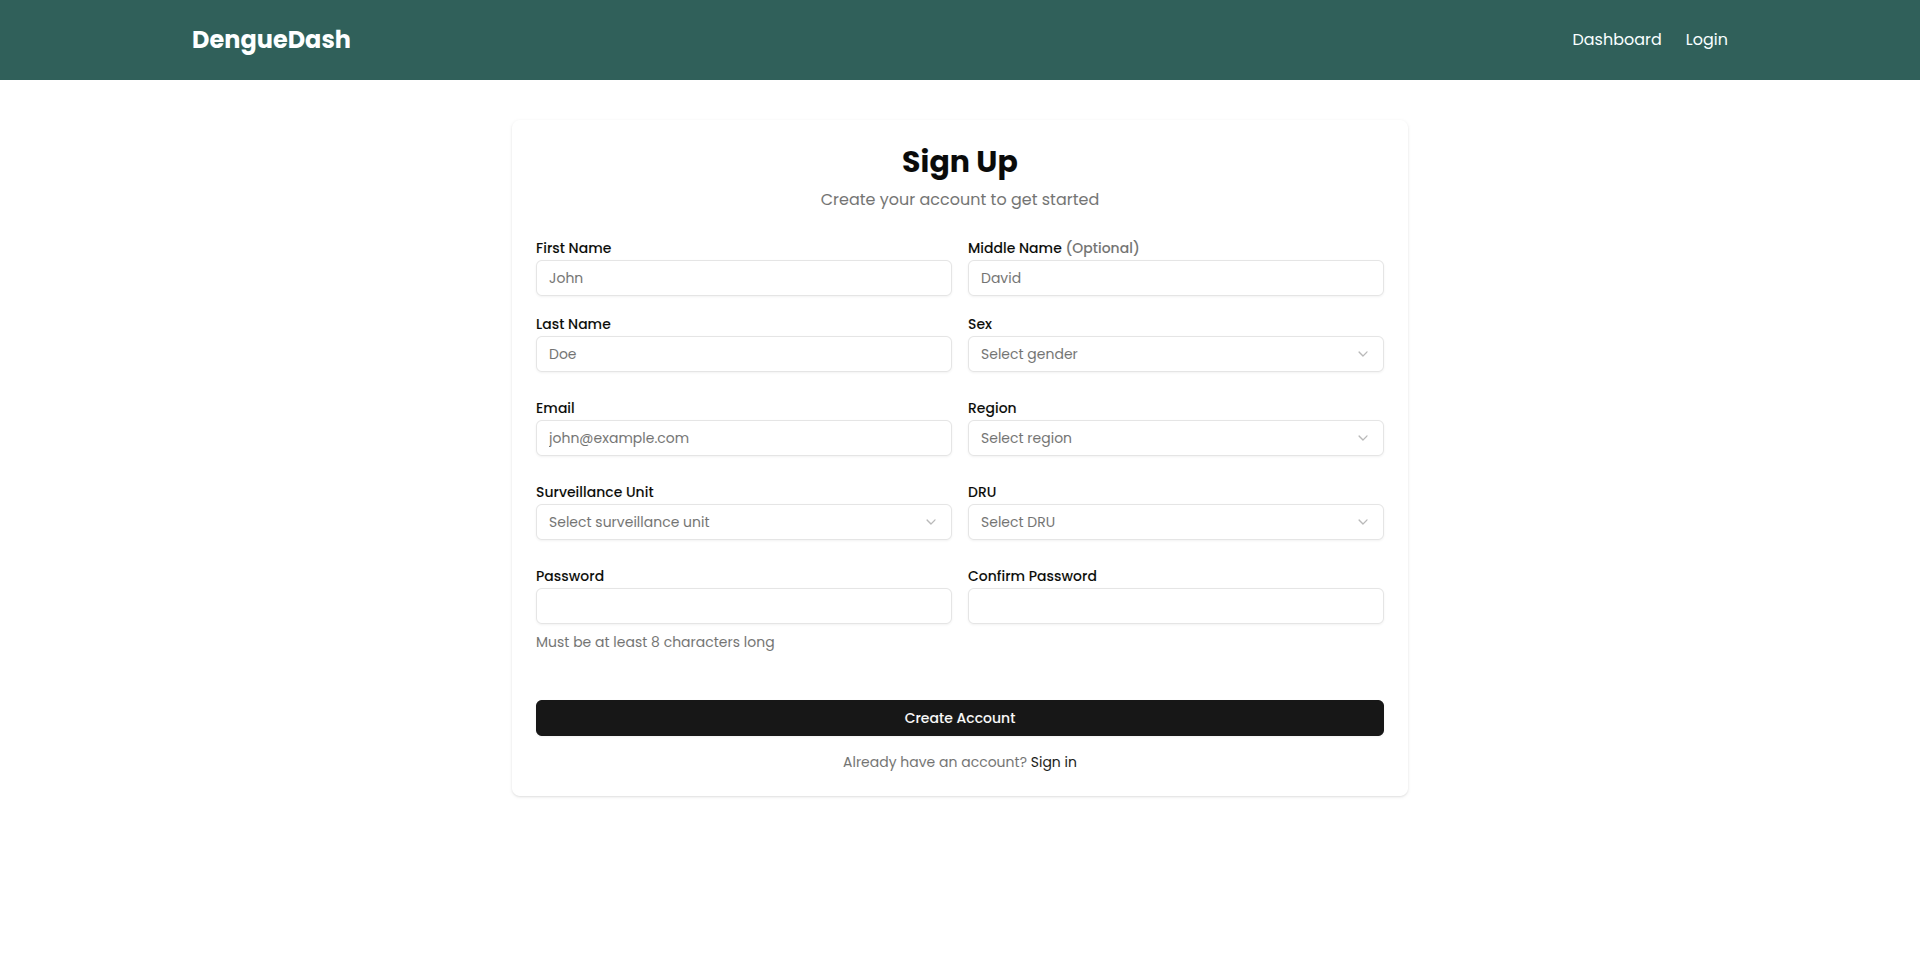 DengueDash
Dashboard Login
Sign Up
Create your account to get started
First Name
John
Middle Name (Optional)
David
Last Name
Doe
Sex
Select gender
Email
john@example.com
Region
Select region
Surveillance Unit
Select surveillance unit
DRU
Select DRU
Password
Must be at least 8 characters long
Confirm Password
Create Account
Already have an account? Sign in